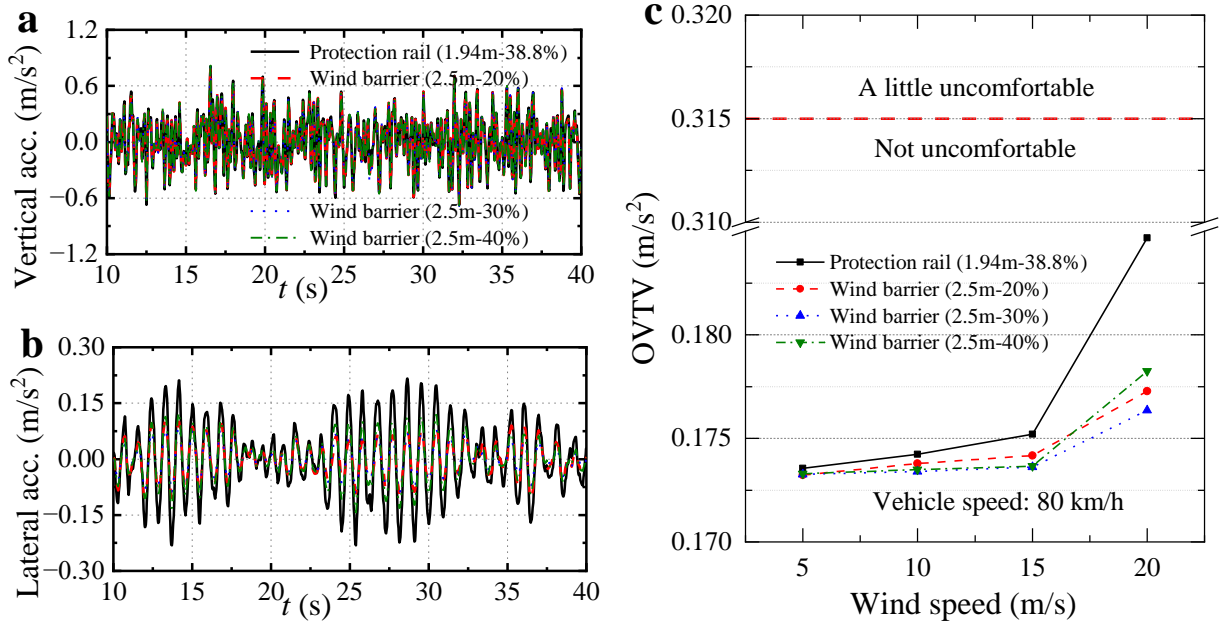 a
Vertical acc. (m/s²)
1.2
0.6
0.0
−0.6
−1.2
Protection rail (1.94m-38.8%)
Wind barrier (2.5m-20%)
Wind barrier (2.5m-30%)
Wind barrier (2.5m-40%)
10 15 20 25 30 35 40
t (s)
b
Lateral acc. (m/s²)
0.30
0.15
0.00
−0.15
−0.30
10 15 20 25 30 35 40
t (s)
c
OVTV (m/s²)
0.320
0.315
0.310
0.180
0.175
0.170
A little uncomfortable
Not uncomfortable
Protection rail (1.94m-38.8%)
Wind barrier (2.5m-20%)
Wind barrier (2.5m-30%)
Wind barrier (2.5m-40%)
Vehicle speed: 80 km/h
5 10 15 20
Wind speed (m/s)